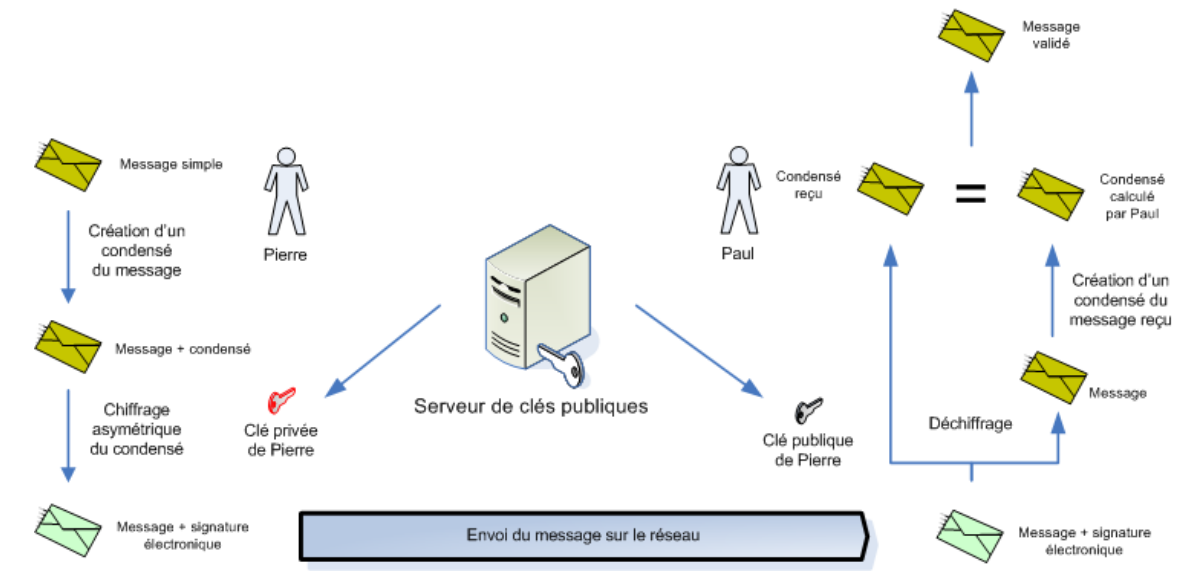 Message simple
Création d'un
condensé
du message
Message + condensé
Chiffrage
asymétrique
du condensé
Message + signature
électronique
Pierre
Clé privée
de Pierre
Serveur de clés publiques
Envoi du message sur le réseau
Paul
Clé publique
de Pierre
Message
validé
Condensé
reçu
=
Condensé
calculé
par Paul
Création d'un
condensé du
message reçu
Message
Déchiffrage
Message + signature
électronique